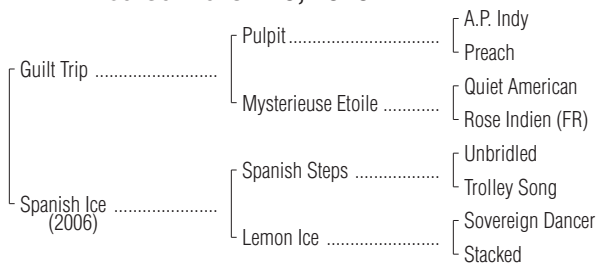 A.P. Indy
Pulpit
Preach
Guilt Trip
Quiet American
Mysterieuse Etoile
Rose Indien (FR)
Unbridled
Spanish Steps
Trolley Song
Spanish Ice
(2006)
Sovereign Dancer
Lemon Ice
Stacked